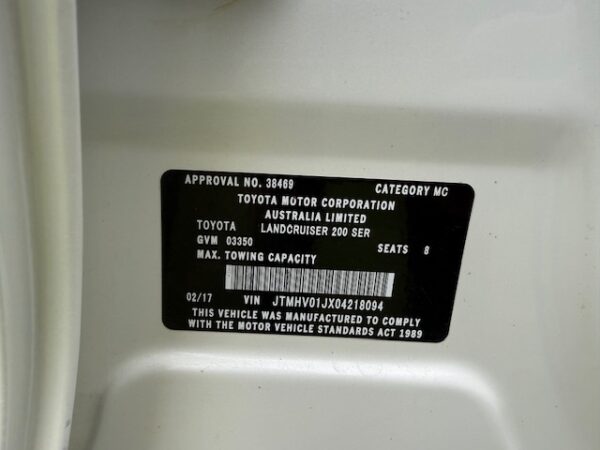 APPROVAL NO. 38469 CATEGORY MC
TOYOTA MOTOR CORPORATION
AUSTRALIA LIMITED
TOYOTA LANDCRUISER 200 SER
GVM 03350 SEATS 8
MAX. TOWING CAPACITY
02/17 VIN JTMHV01JX04218094
THIS VEHICLE WAS MANUFACTURED TO COMPLY
WITH THE MOTOR VEHICLE STANDARDS ACT 1989